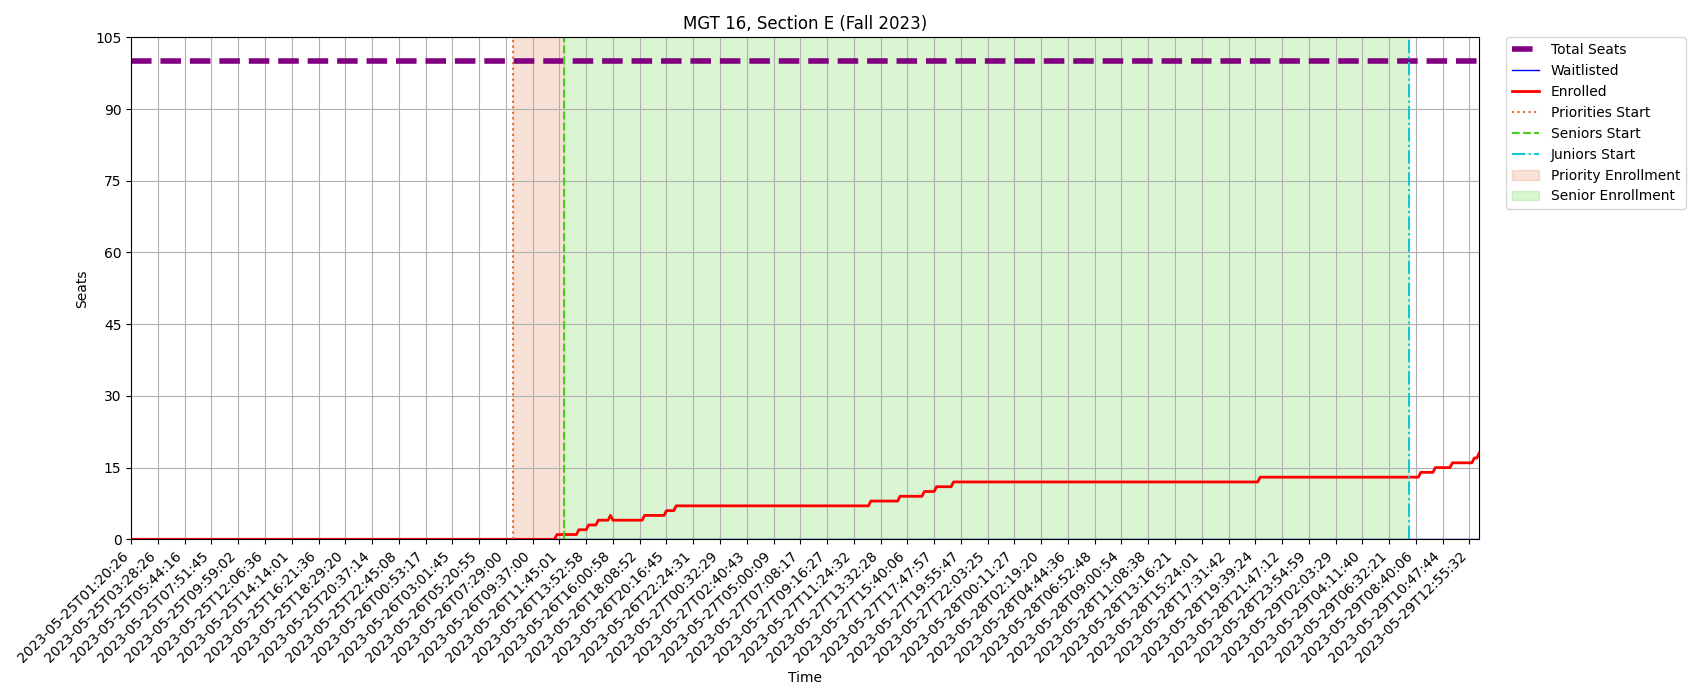 MGT 16, Section E (Fall 2023)
105
90
75
60
45
30
15
0
Seats
2023-05-25T01:20:26
2023-05-25T03:28:26
2023-05-25T05:44:16
2023-05-25T07:51:45
2023-05-25T09:59:02
2023-05-25T12:06:36
2023-05-25T14:14:01
2023-05-25T16:21:36
2023-05-25T18:29:20
2023-05-25T20:37:14
2023-05-25T22:45:08
2023-05-26T00:53:17
2023-05-26T03:01:45
2023-05-26T05:20:55
2023-05-26T07:29:00
2023-05-26T09:37:00
2023-05-26T11:45:01
2023-05-26T13:52:58
2023-05-26T16:00:58
2023-05-26T18:08:52
2023-05-26T20:16:45
2023-05-26T22:24:31
2023-05-27T00:32:29
2023-05-27T02:40:43
2023-05-27T05:00:09
2023-05-27T07:08:17
2023-05-27T09:16:27
2023-05-27T11:24:32
2023-05-27T13:32:28
2023-05-27T15:40:06
2023-05-27T17:47:57
2023-05-27T19:55:47
2023-05-27T22:03:25
2023-05-28T00:11:27
2023-05-28T02:19:20
2023-05-28T04:44:36
2023-05-28T06:52:48
2023-05-28T09:00:54
2023-05-28T11:08:38
2023-05-28T13:16:21
2023-05-28T15:24:01
2023-05-28T17:31:42
2023-05-28T19:39:24
2023-05-28T21:47:12
2023-05-28T23:54:59
2023-05-29T02:03:29
2023-05-29T04:11:40
2023-05-29T06:32:21
2023-05-29T08:40:06
2023-05-29T10:47:44
2023-05-29T12:55:32
Time
Total Seats
Waitlisted
Enrolled
Priorities Start
Seniors Start
Juniors Start
Priority Enrollment
Senior Enrollment